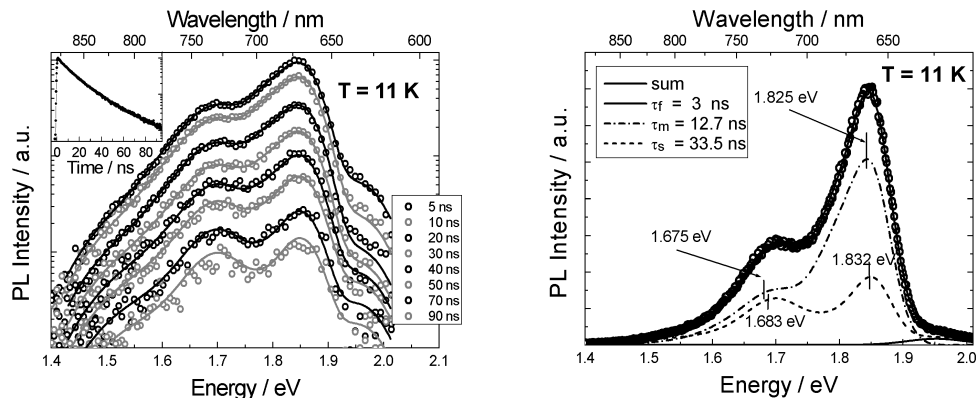 Wavelength / nm
850 800 750 700 650 600
T = 11 K
PL Intensity / a.u.
0 20 40 60 80
Time / ns
5 ns
10 ns
20 ns
30 ns
40 ns
50 ns
70 ns
90 ns
1.4 1.5 1.6 1.7 1.8 1.9 2.0 2.1
Energy / eV
Wavelength / nm
850 800 750 700 650
T = 11 K
sum
τf = 3 ns
τm = 12.7 ns
τs = 33.5 ns
1.825 eV
1.675 eV
1.832 eV
1.683 eV
PL Intensity / a.u.
1.4 1.5 1.6 1.7 1.8 1.9 2.0
Energy / eV